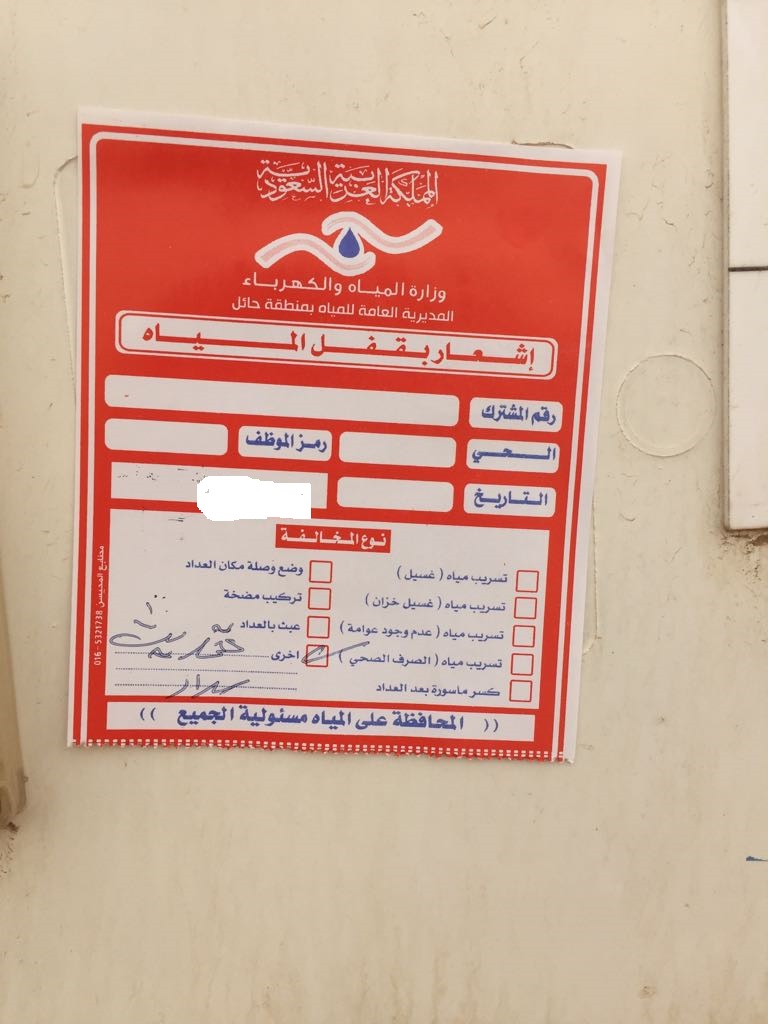 المملكة العربية السعودية
وزارة المياه والكهرباء
المديرية العامة للمياه بمنطقة حائل
إشعار بقفل المياه
رقم المشترك
الحي
رمز الموظف
التاريخ
نوع المخالفة
تسريب مياه ( غسيل )
تسريب مياه ( غسيل خزان )
تسريب مياه ( عدم وجود عوامة )
تسريب مياه ( الصرف الصحي )
كسر ماسورة بعد العداد
وضع وصلة مكان العداد
تركيب مضخة
عبث بالعداد
اخرى
(( المحافظة على المياه مسئولية الجميع ))
016 - 5321738